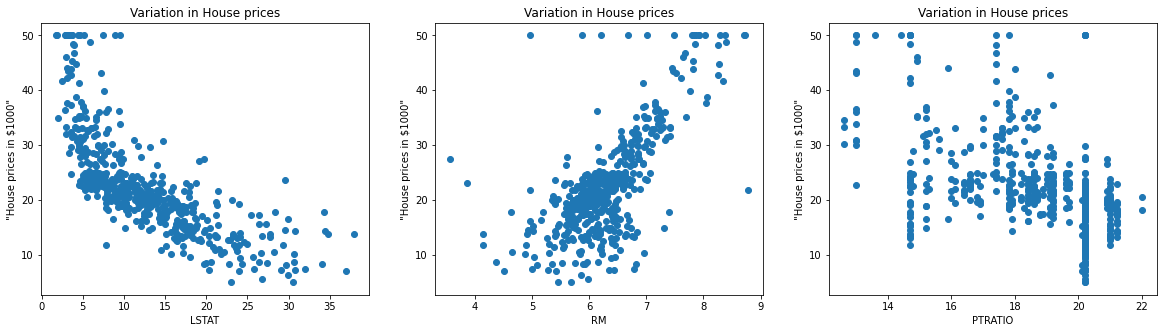 Variation in House prices
50
40
30
20
10
"House prices in $1000"
0 5 10 15 20 25 30 35
LSTAT
Variation in House prices
50
40
30
20
10
"House prices in $1000"
4 5 6 7 8 9
RM
Variation in House prices
50
40
30
20
10
"House prices in $1000"
14 16 18 20 22
PTRATIO